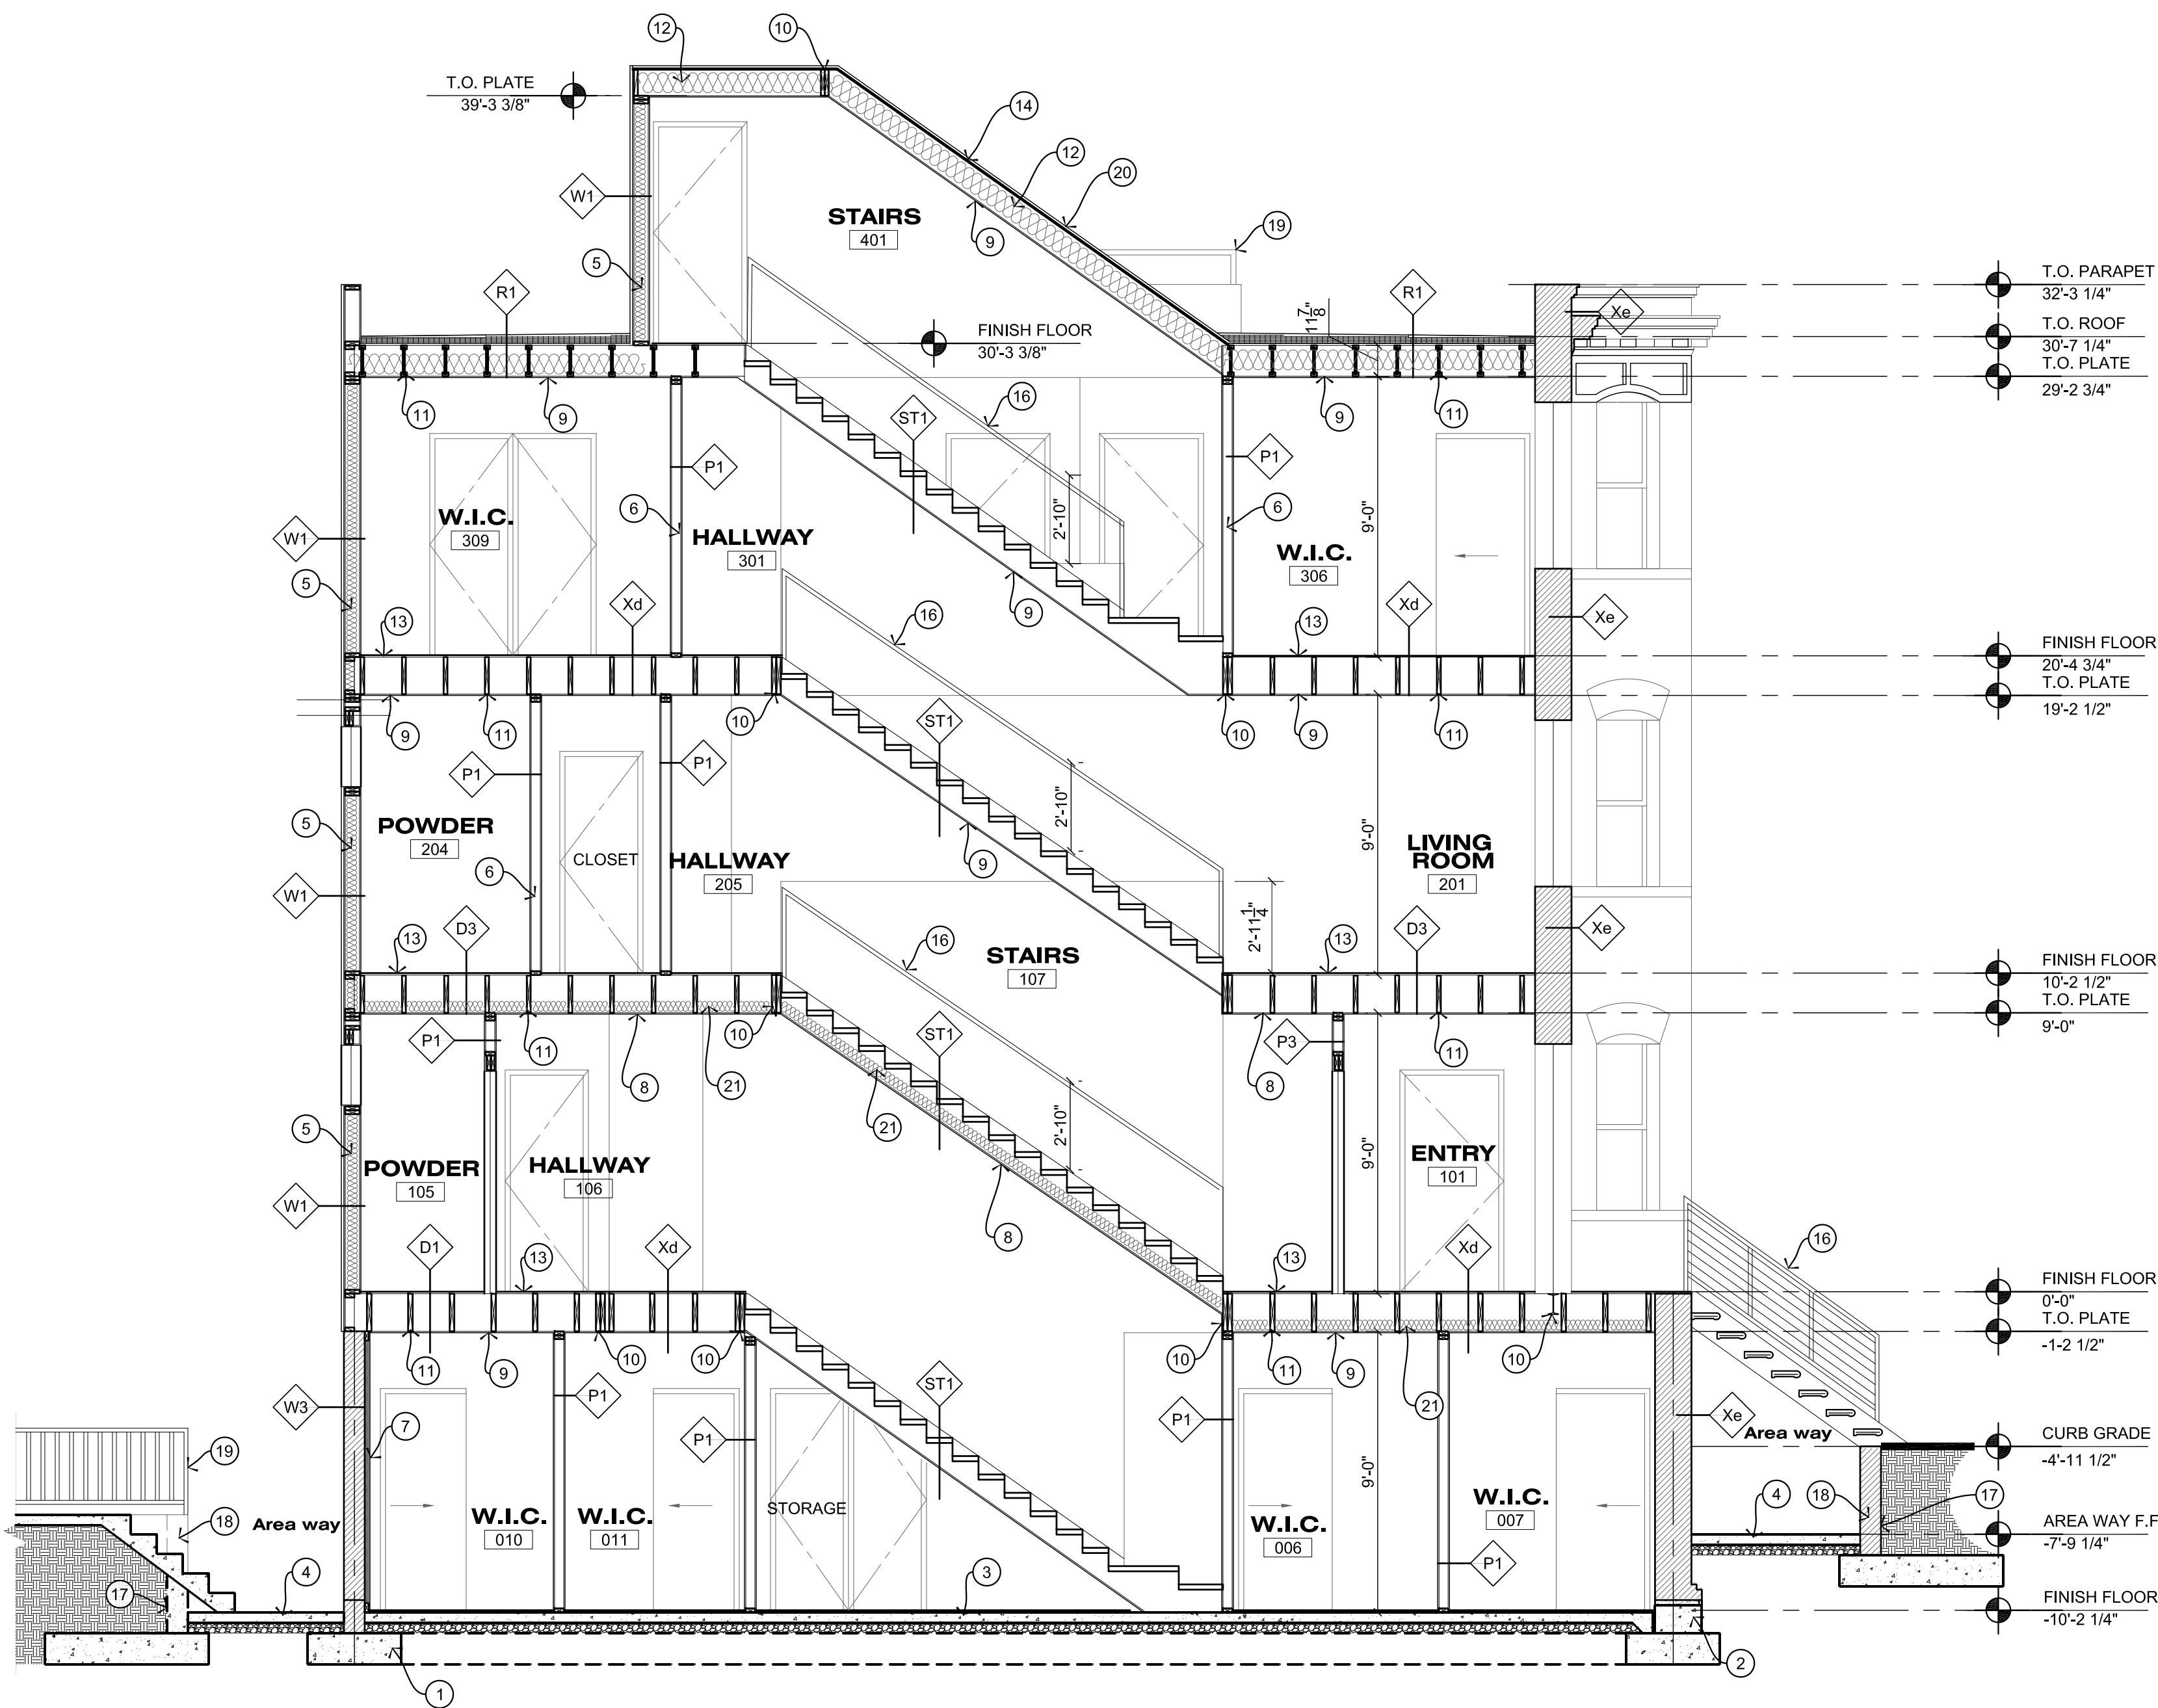 12
10
T.O. PLATE
39'-3 3/8"
14
12
20
W1
STAIRS
401
9
19
5
R1
R1
11 7/8"
Xe
T.O. PARAPET
32'-3 1/4"
T.O. ROOF
30'-7 1/4"
T.O. PLATE
29'-2 3/4"
FINISH FLOOR
30'-3 3/8"
11
9
ST1
16
9
11
P1
P1
W.I.C.
309
6
HALLWAY
301
2'-10"
6
9'-0"
W.I.C.
306
W1
5
Xd
9
Xd
Xe
13
16
13
FINISH FLOOR
20'-4 3/4"
T.O. PLATE
19'-2 1/2"
9
11
10
ST1
10
9
11
P1
P1
2'-10"
5
POWDER
204
CLOSET
HALLWAY
205
9
9'-0"
LIVING
ROOM
201
6
W1
13
D3
16
STAIRS
107
2'-11 1/4"
13
D3
Xe
FINISH FLOOR
10'-2 1/2"
T.O. PLATE
9'-0"
P1
11
8
21
10
ST1
P3
8
11
5
21
2'-10"
POWDER
105
HALLWAY
106
9'-0"
ENTRY
101
W1
8
D1
13
Xd
13
Xd
16
FINISH FLOOR
0'-0"
T.O. PLATE
-1-2 1/2"
11
9
10
10
ST1
10
11
9
21
10
W3
7
P1
P1
P1
Xe
Area way
CURB GRADE
-4'-11 1/2"
19
9'-0"
18
Area way
W.I.C.
010
W.I.C.
011
STORAGE
W.I.C.
006
W.I.C.
007
4
18
17
AREA WAY F.F
-7'-9 1/4"
P1
17
4
3
FINISH FLOOR
-10'-2 1/4"
1
2